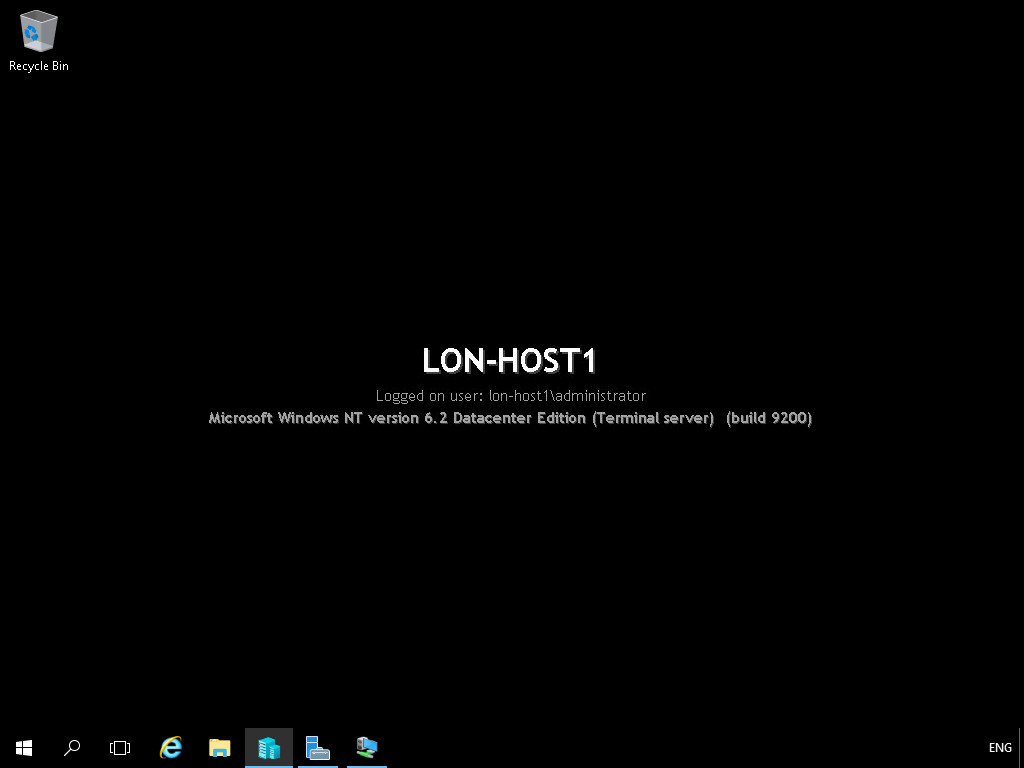 Recycle Bin
LON-HOST1
Logged on user: lon-host1\administrator
Microsoft Windows NT version 6.2 Datacenter Edition (Terminal server)  (build 9200)
ENG